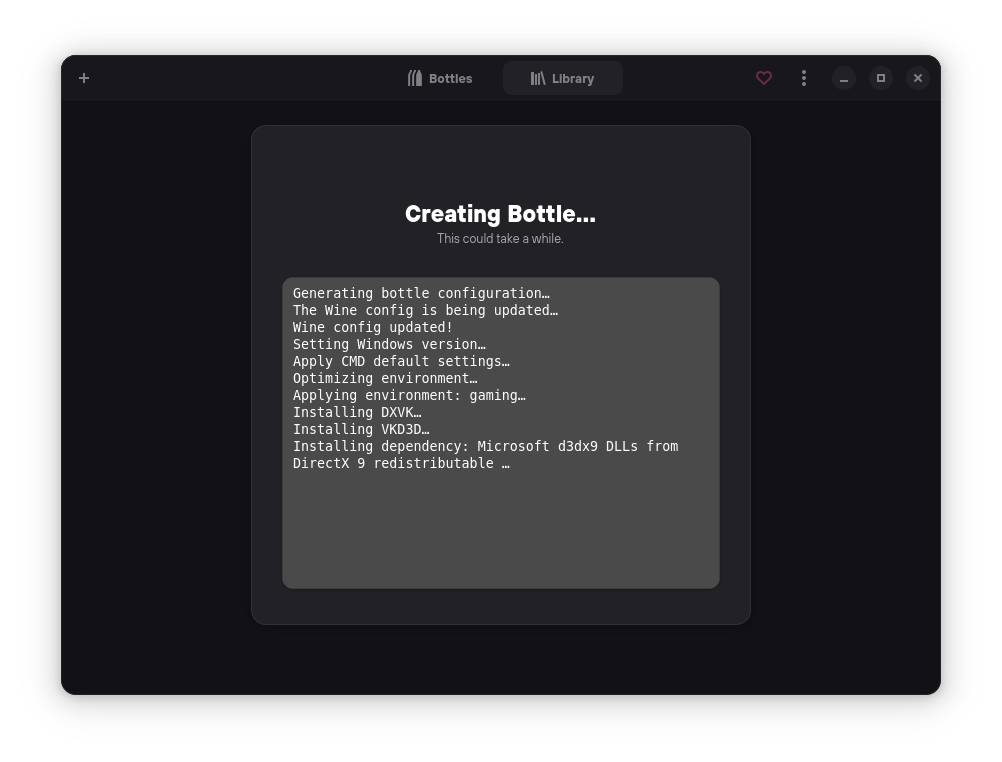 Bottles
Library
Creating Bottle...
This could take a while.
Generating bottle configuration…
The Wine config is being updated…
Wine config updated!
Setting Windows version…
Apply CMD default settings…
Optimizing environment…
Applying environment: gaming…
Installing DXVK…
Installing VKD3D…
Installing dependency: Microsoft d3dx9 DLLs from
DirectX 9 redistributable …